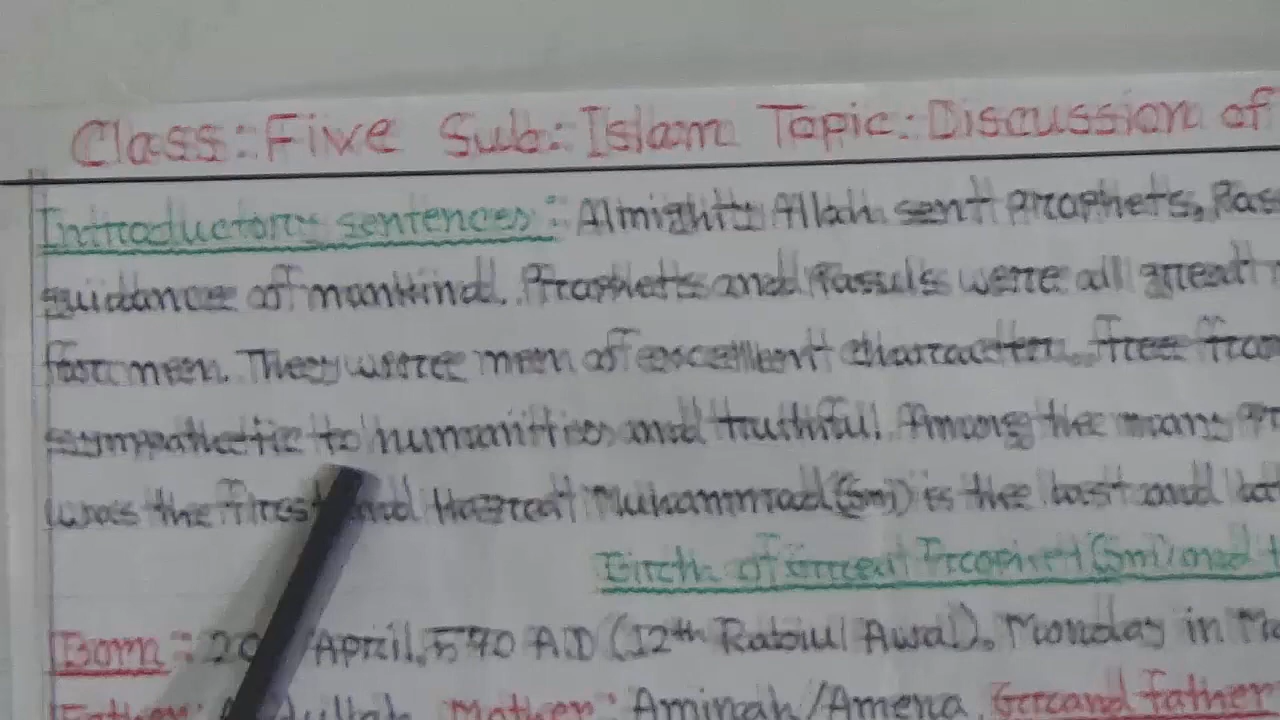 Class:- Five Sub:- Islam Topic:- Discussion of
Introductory sentences:- Almighty Allah sent prophets, Ras
guidance of mankind. Prophets and Rasuls were all great
for men. They were men of excellent character. free from
sympathetic to humanities and truthful. Among the many Pr
was the first and Hazrat Muhammad (Sm) is the last and
Birth of Great Prophet (Sm) and
Born:- April, 570 AD (12th Rabiul Awal). Monday in Ma
Father: Mother: Aminah/Amena Grand father